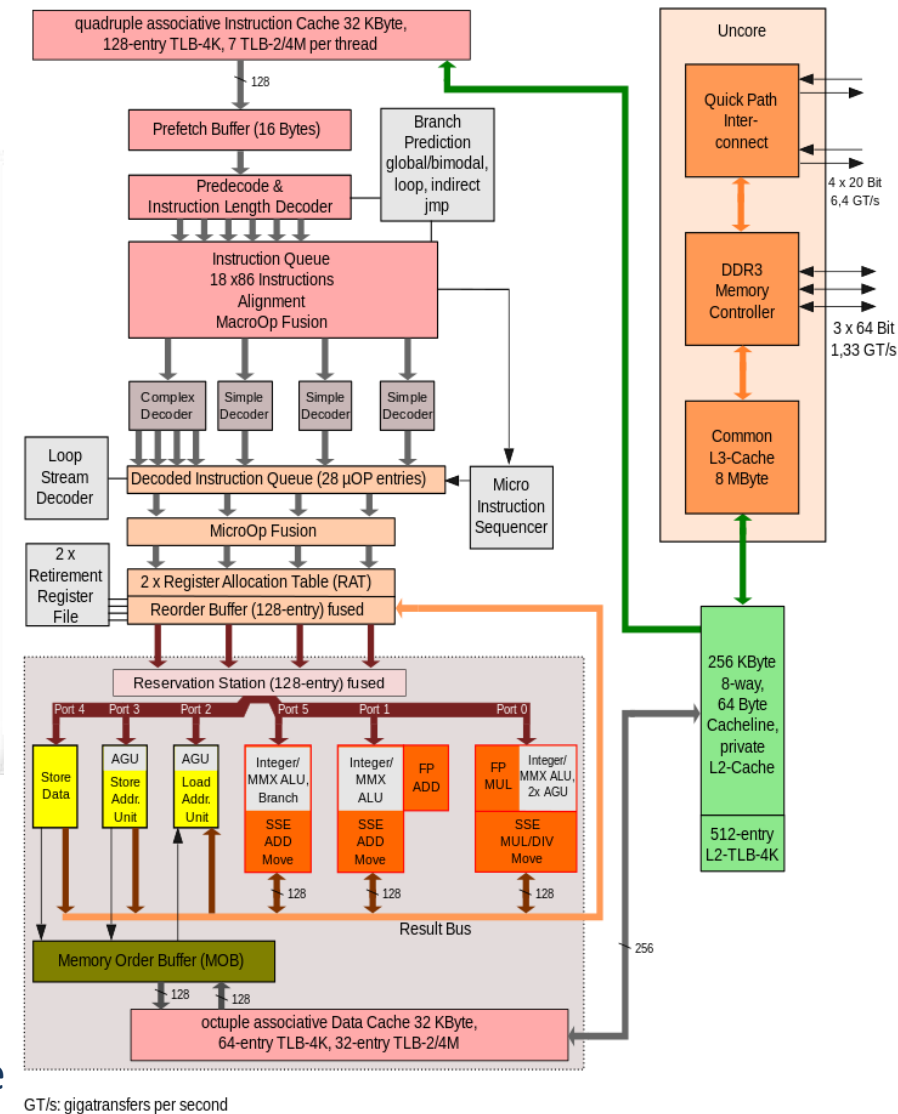 quadruple associative Instruction Cache 32 KByte,
128-entry TLB-4K, 7 TLB-2/4M per thread
128
Prefetch Buffer (16 Bytes)
Predecode &
Instruction Length Decoder
Branch
Prediction
global/bimodal,
loop, indirect
jmp
Instruction Queue
18 x86 Instructions
Alignment
MacroOp Fusion
Complex
Decoder
Simple
Decoder
Simple
Decoder
Simple
Decoder
Loop
Stream
Decoder
Decoded Instruction Queue (28 µOP entries)
Micro
Instruction
Sequencer
MicroOp Fusion
2 x
Retirement
Register
File
2 x Register Allocation Table (RAT)
Reorder Buffer (128-entry) fused
Reservation Station (128-entry) fused
Port 4
Port 3
Port 2
Port 5
Port 1
Port 0
Store
Data
AGU
Store
Addr.
Unit
AGU
Load
Addr.
Unit
Integer/
MMX ALU,
Branch
SSE
ADD
Move
Integer/
MMX
ALU
FP
ADD
SSE
ADD
Move
FP
MUL
Integer/
MMX ALU,
2x AGU
SSE
MUL/DIV
Move
128
128
128
Result Bus
Memory Order Buffer (MOB)
128
128
octuple associative Data Cache 32 KByte,
64-entry TLB-4K, 32-entry TLB-2/4M
256
Uncore
Quick Path
Inter-
connect
4 x 20 Bit
6,4 GT/s
DDR3
Memory
Controller
3 x 64 Bit
1,33 GT/s
Common
L3-Cache
8 MByte
256 KByte
8-way,
64 Byte
Cacheline,
private
L2-Cache
512-entry
L2-TLB-4K
e
GT/s: gigatransfers per second